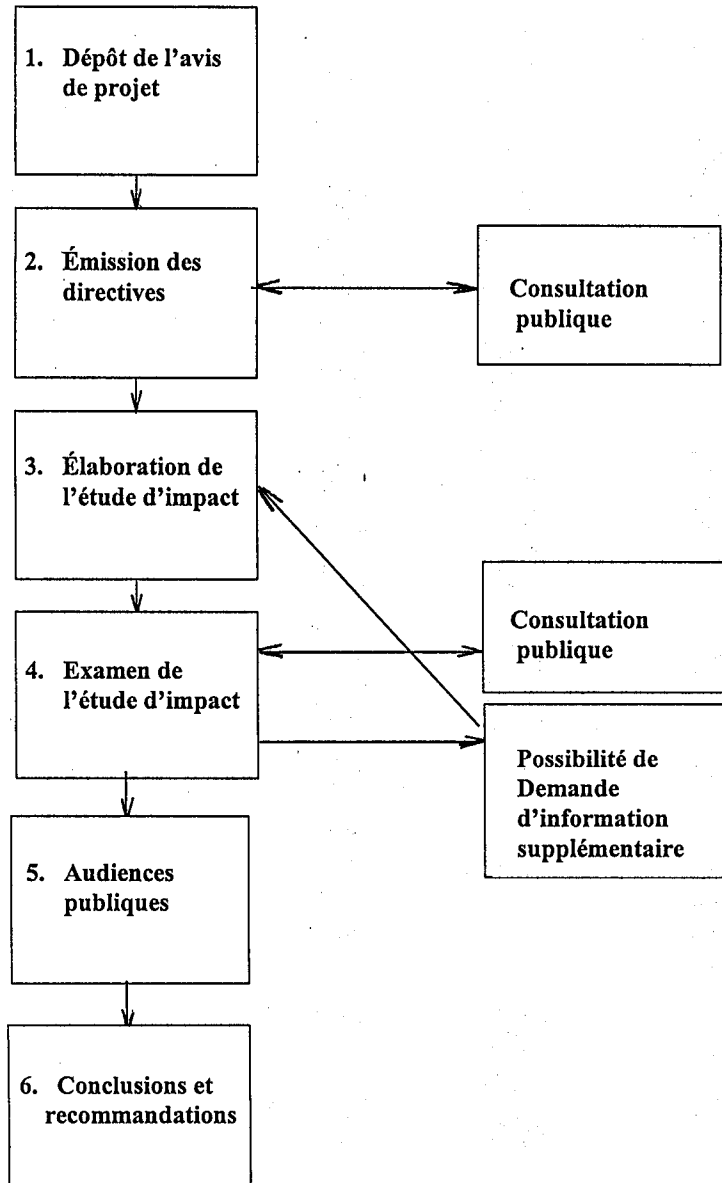 1. Dépôt de l'avis
de projet
2. Émission des
directives
Consultation
publique
3. Élaboration de
l'étude d'impact
Consultation
publique
4. Examen de
l'étude d'impact
Possibilité de
Demande
d'information
supplémentaire
5. Audiences
publiques
6. Conclusions et
recommandations